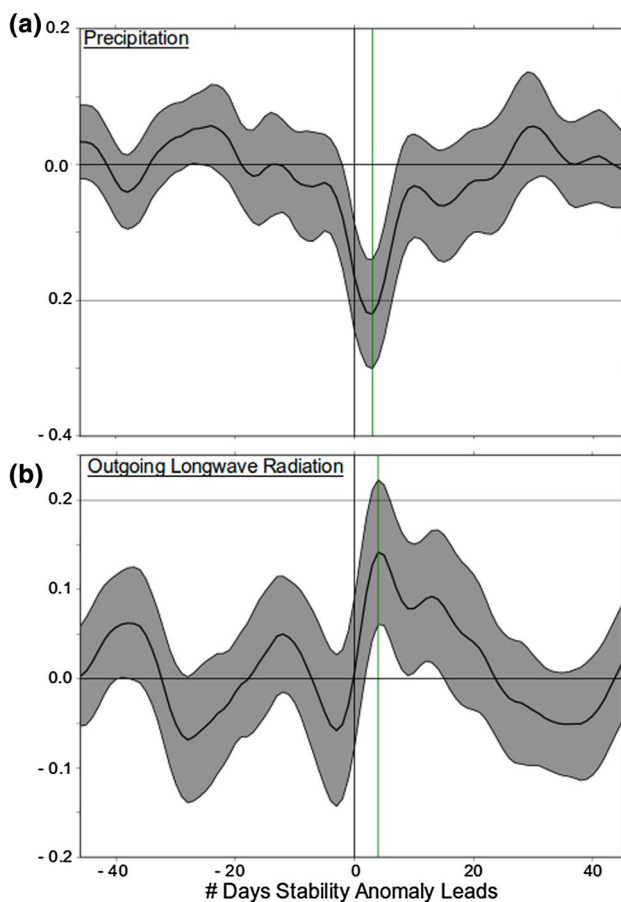 (a)
Precipitation
0.2
0.0
0.2
- 0.4
(b)
Outgoing Longwave Radiation
0.2
0.1
0.0
- 0.1
- 0.2
- 40 - 20 0 20 40
# Days Stability Anomaly Leads